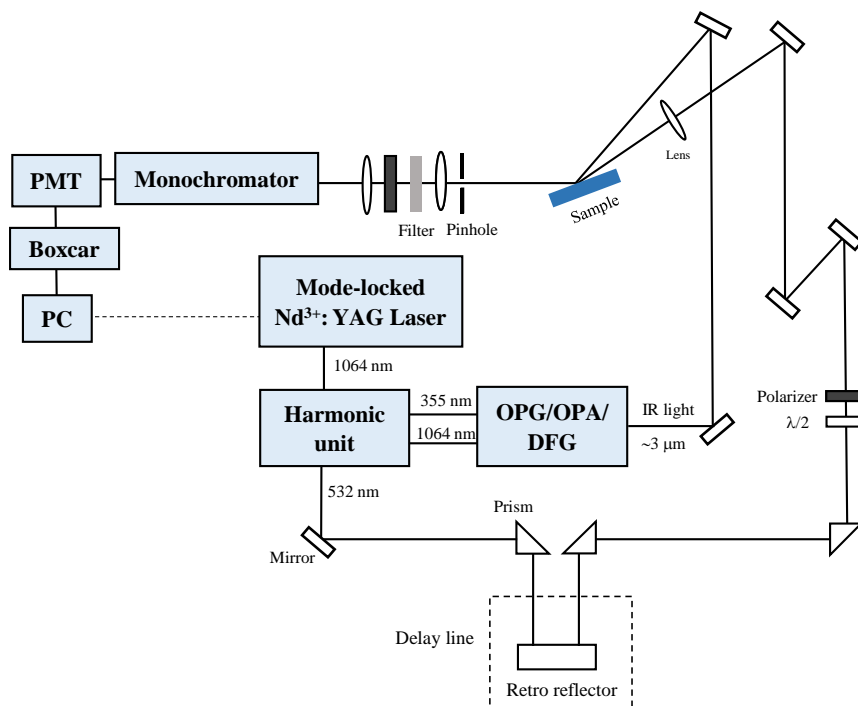 Lens
PMT
Monochromator
Sample
Filter
Pinhole
Boxcar
Mode-locked
Nd³⁺: YAG Laser
PC
1064 nm
355 nm
Harmonic
unit
1064 nm
OPG/OPA/
DFG
IR light
~3 μm
Polarizer
λ/2
532 nm
Prism
Mirror
Delay line
Retro reflector